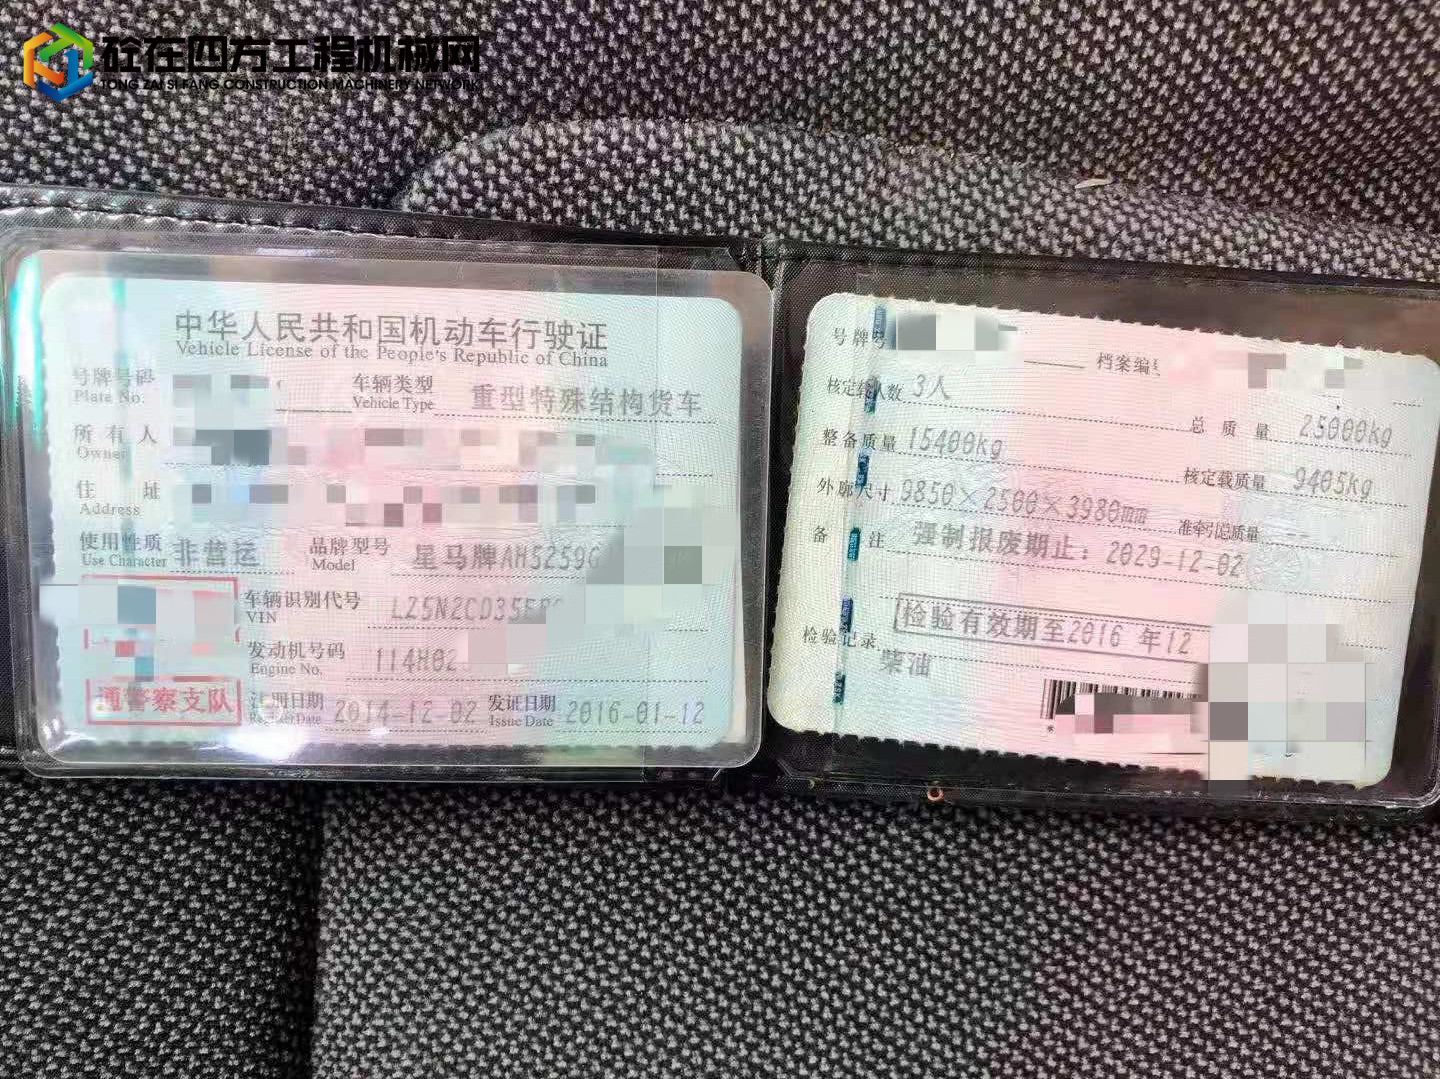 砼在四方工程机械网
TONG ZAI SI FANG CONSTRUCTION MACHINERY NETWORK
中华人民共和国机动车行驶证
Vehicle License of the People's Republic of China
号牌号码 车辆类型 重型特殊结构货车
Plate No. Vehicle Type
所有人
Owner
住址
Address
使用性质 非营运 品牌型号 星马牌AH5259G
Use Character Model
车辆识别代号 LZ5N2CD355
VIN
发动机号码 114H02
Engine No.
通警察支队
注册日期 2014-12-02 发证日期 2016-01-12
Register Date Issue Date
号牌号 档案编号
核定载人数 3人 总质量 25000kg
整备质量 15400kg 核定载质量 9405kg
外廓尺寸 9850×2500×3980mm 准牵引总质量
备注 强制报废期止：2029-12-02
检验有效期至2016 年12
检验记录
柴油